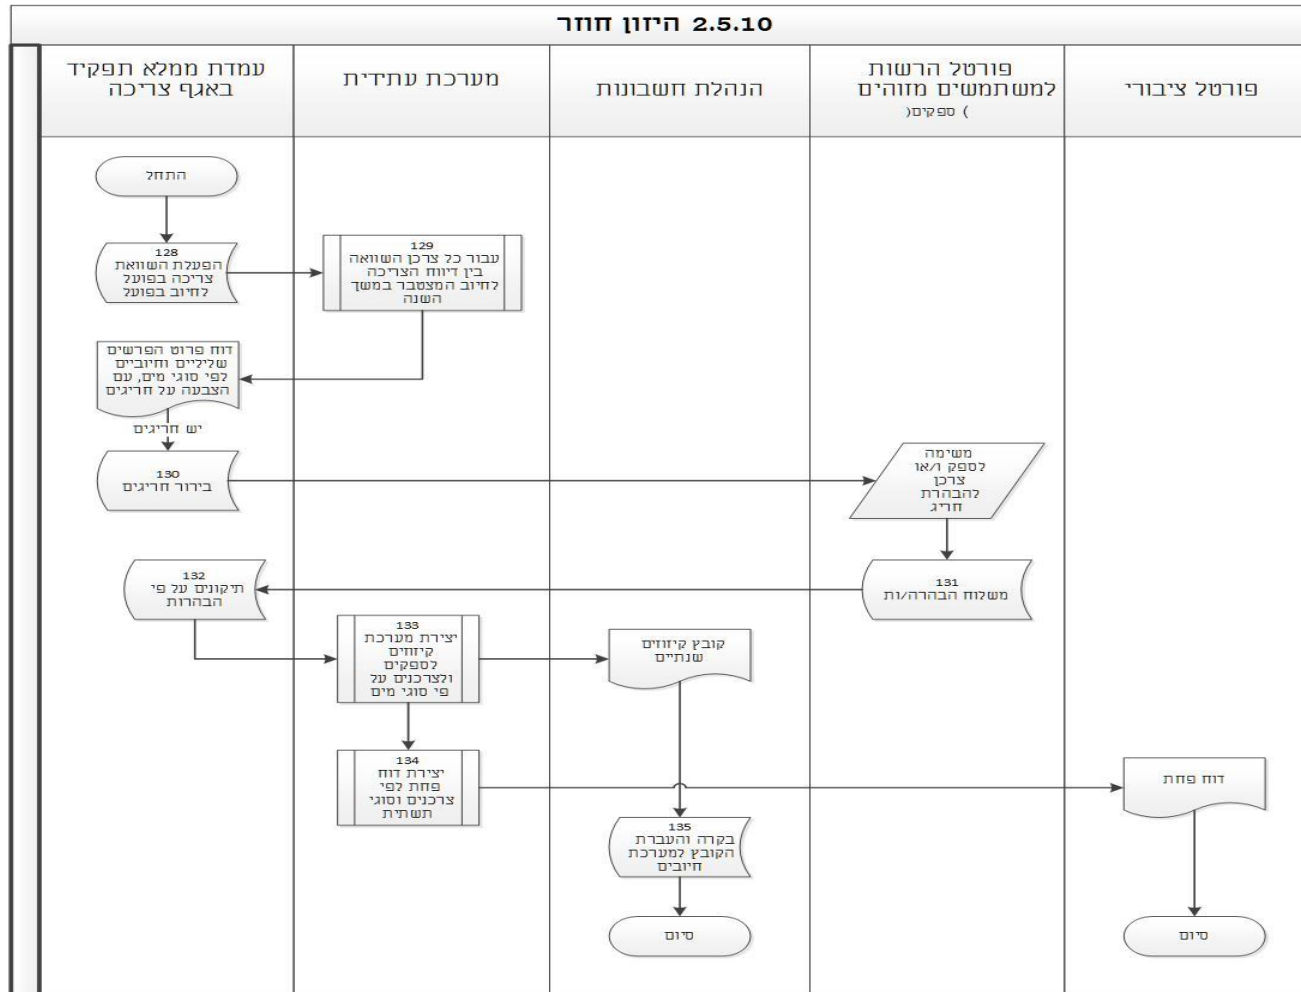 2.5.10 היזון חוזר
עמדת ממלא תפקיד
באגף צריכה
מערכת עתידית
הנהלת חשבונות
פורטל הרשות
למשתמשים מזוהים
) ספקים(
פורטל ציבורי
התחל
128
הפעלת השוואת
צריכה בפועל
לחיוב בפועל
129
עבור כל צרכן השוואה
בין דיווח הצריכה
לחיוב המצטבר במשך
השנה
דוח פרוט הפרשים
שליליים וחיוביים
לפי סוגי מים, עם
הצבעה על חריגים
יש חריגים
130
בירור חריגים
משימה
לספק ו/או
צרכן
להבהרת
חריג
131
משלוח הבהרה/ות
132
תיקונים על פי
הבהרות
133
יצירת מערכת
קיזוזים
לספקים
ולצרכנים על
פי סוגי מים
קובץ קיזוזים
שנתיים
134
יצירת דוח
פחת לפי
צרכנים וסוגי
תשתית
דוח פחת
135
בקרה והעברת
הקובץ למערכת
חיובים
סיום
סיום